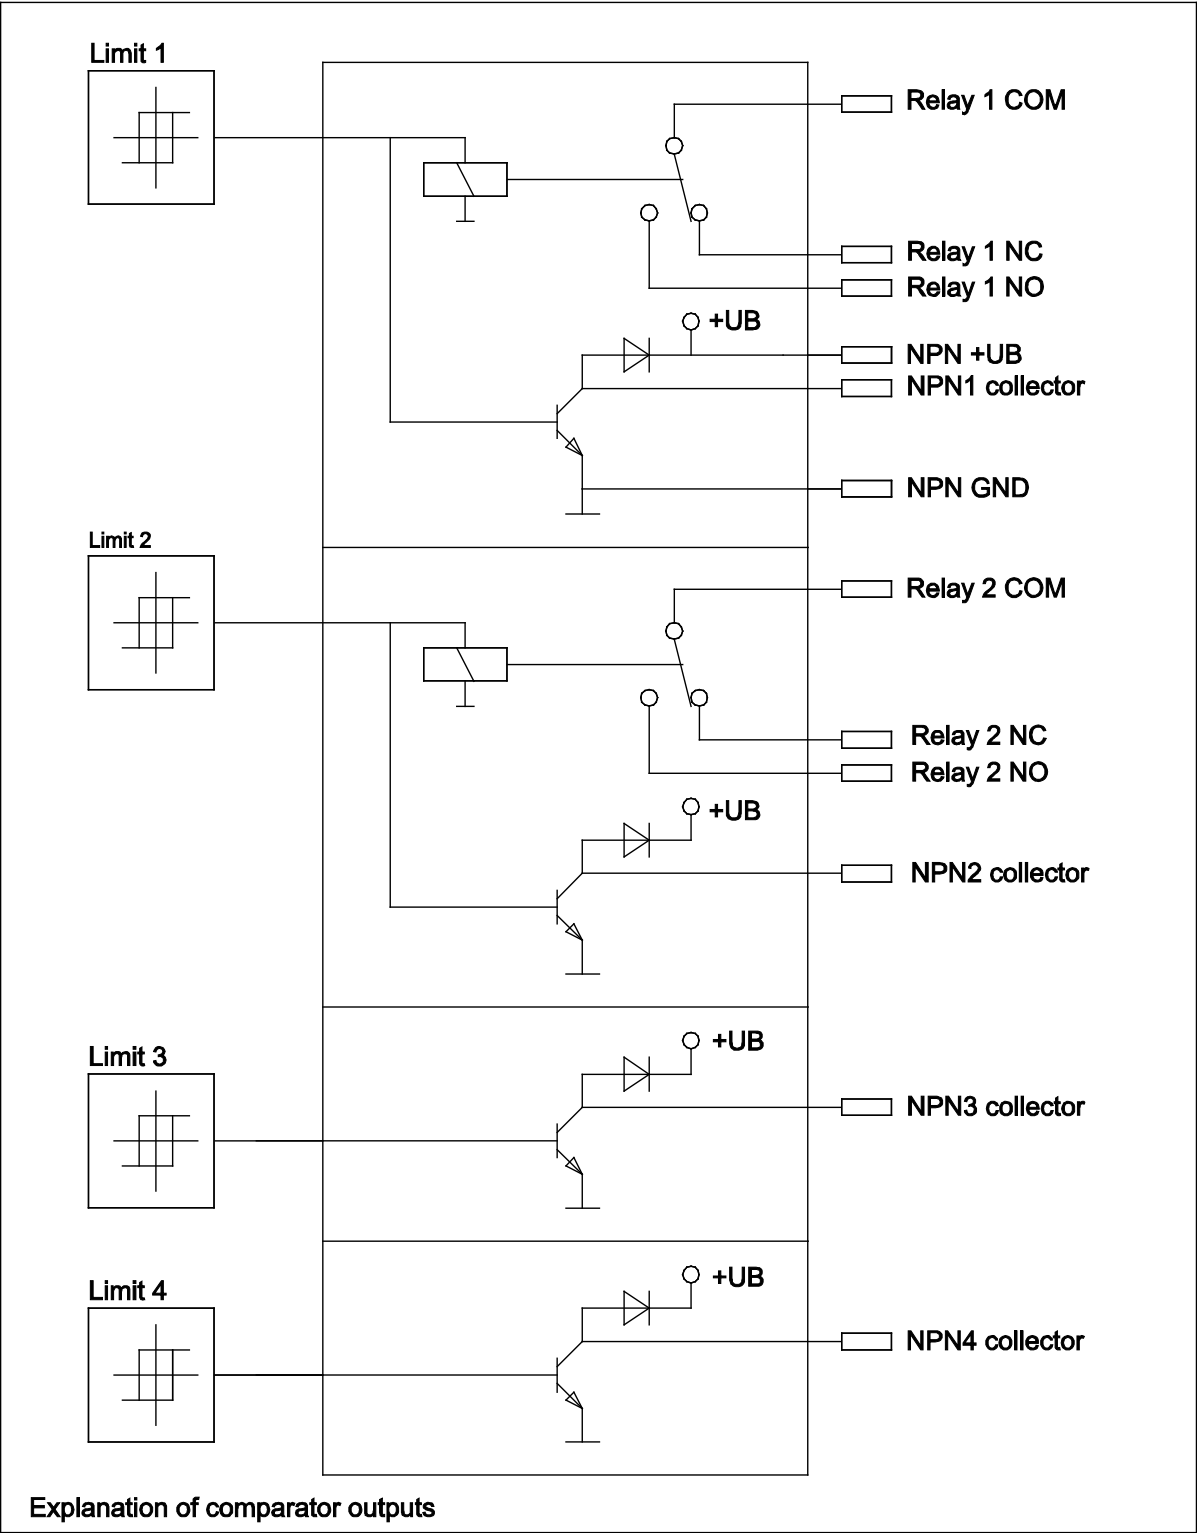 Limit 1
Relay 1 COM
Relay 1 NC
Relay 1 NO
+UB
NPN +UB
NPN1 collector
NPN GND
Limit 2
Relay 2 COM
Relay 2 NC
Relay 2 NO
+UB
NPN2 collector
+UB
Limit 3
NPN3 collector
+UB
Limit 4
NPN4 collector
Explanation of comparator outputs